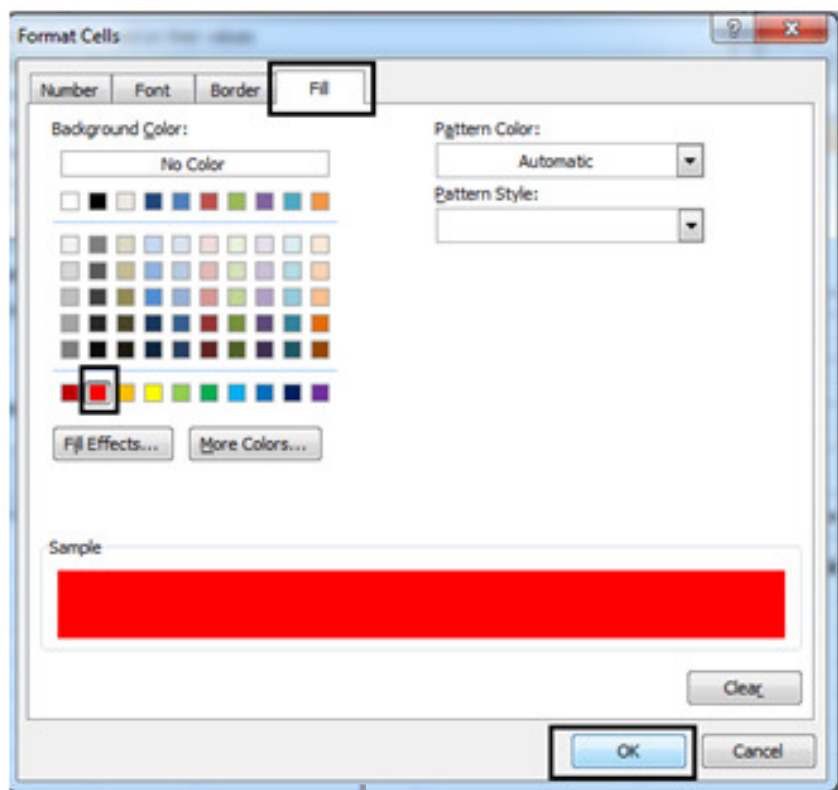 Format Cells
Number Font Border Fill
Background Color:
No Color
Pattern Color:
Automatic
Pattern Style:
Fill Effects... More Colors...
Sample
Clear
OK Cancel